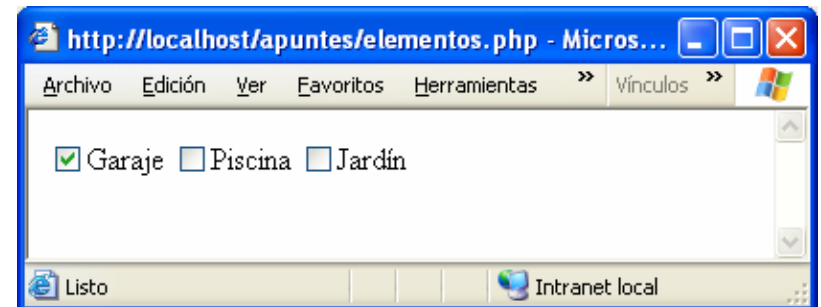 http://localhost/apuntes/elementos.php - Micros...
Archivo Edición Ver Favoritos Herramientas » Vínculos »
Garaje Piscina Jardín
Listo Intranet local